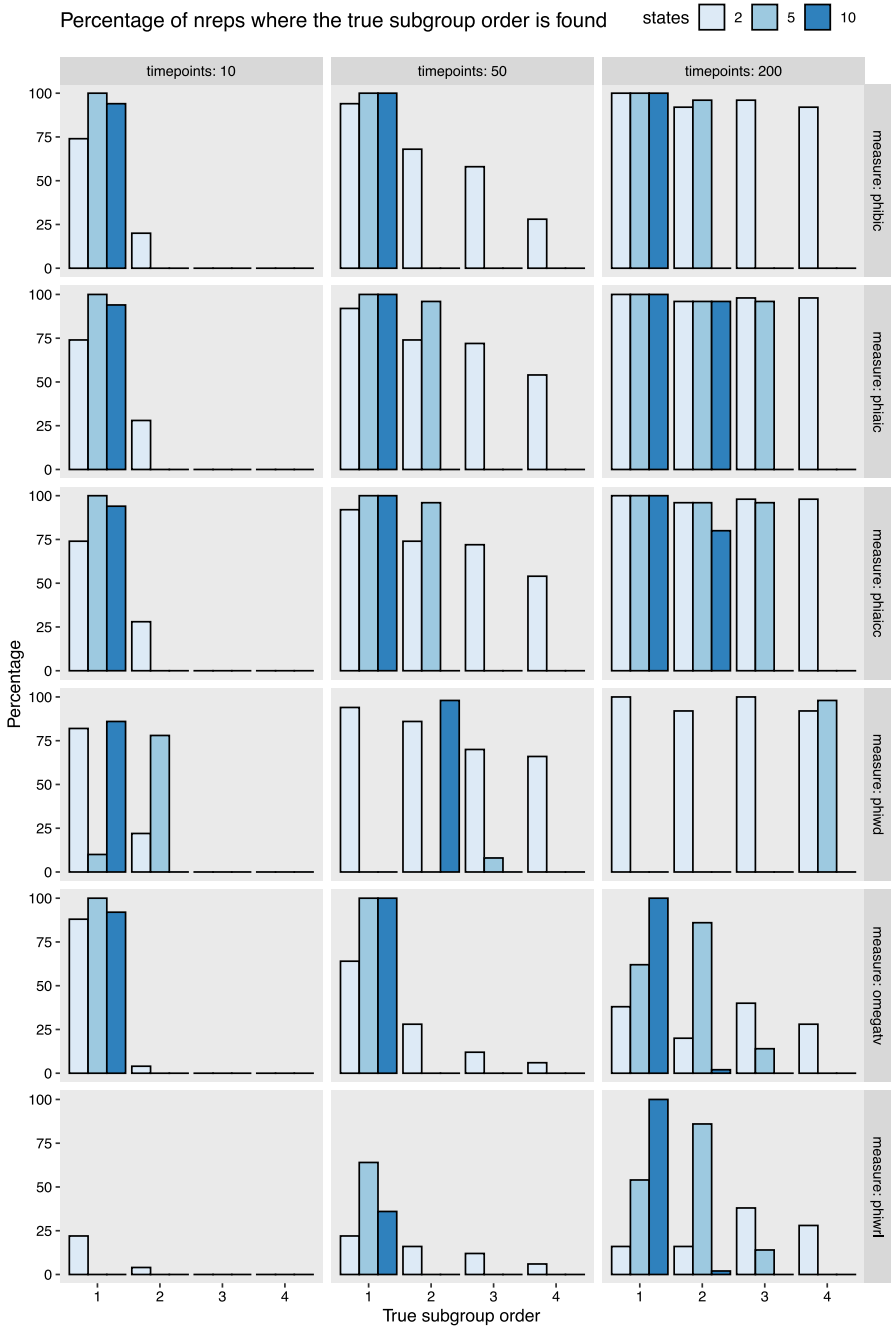 Percentage of nreps where the true subgroup order is found
states 2 5 10
timepoints: 10
timepoints: 50
timepoints: 200
100
75
50
25
0
measure: phibic
100
75
50
25
0
measure: phiaic
100
75
50
25
0
measure: phiaicc
Percentage
100
75
50
25
0
measure: phiwd
100
75
50
25
0
measure: omegatv
100
75
50
25
0
measure: phiwrl
1 2 3 4
1 2 3 4
1 2 3 4
True subgroup order